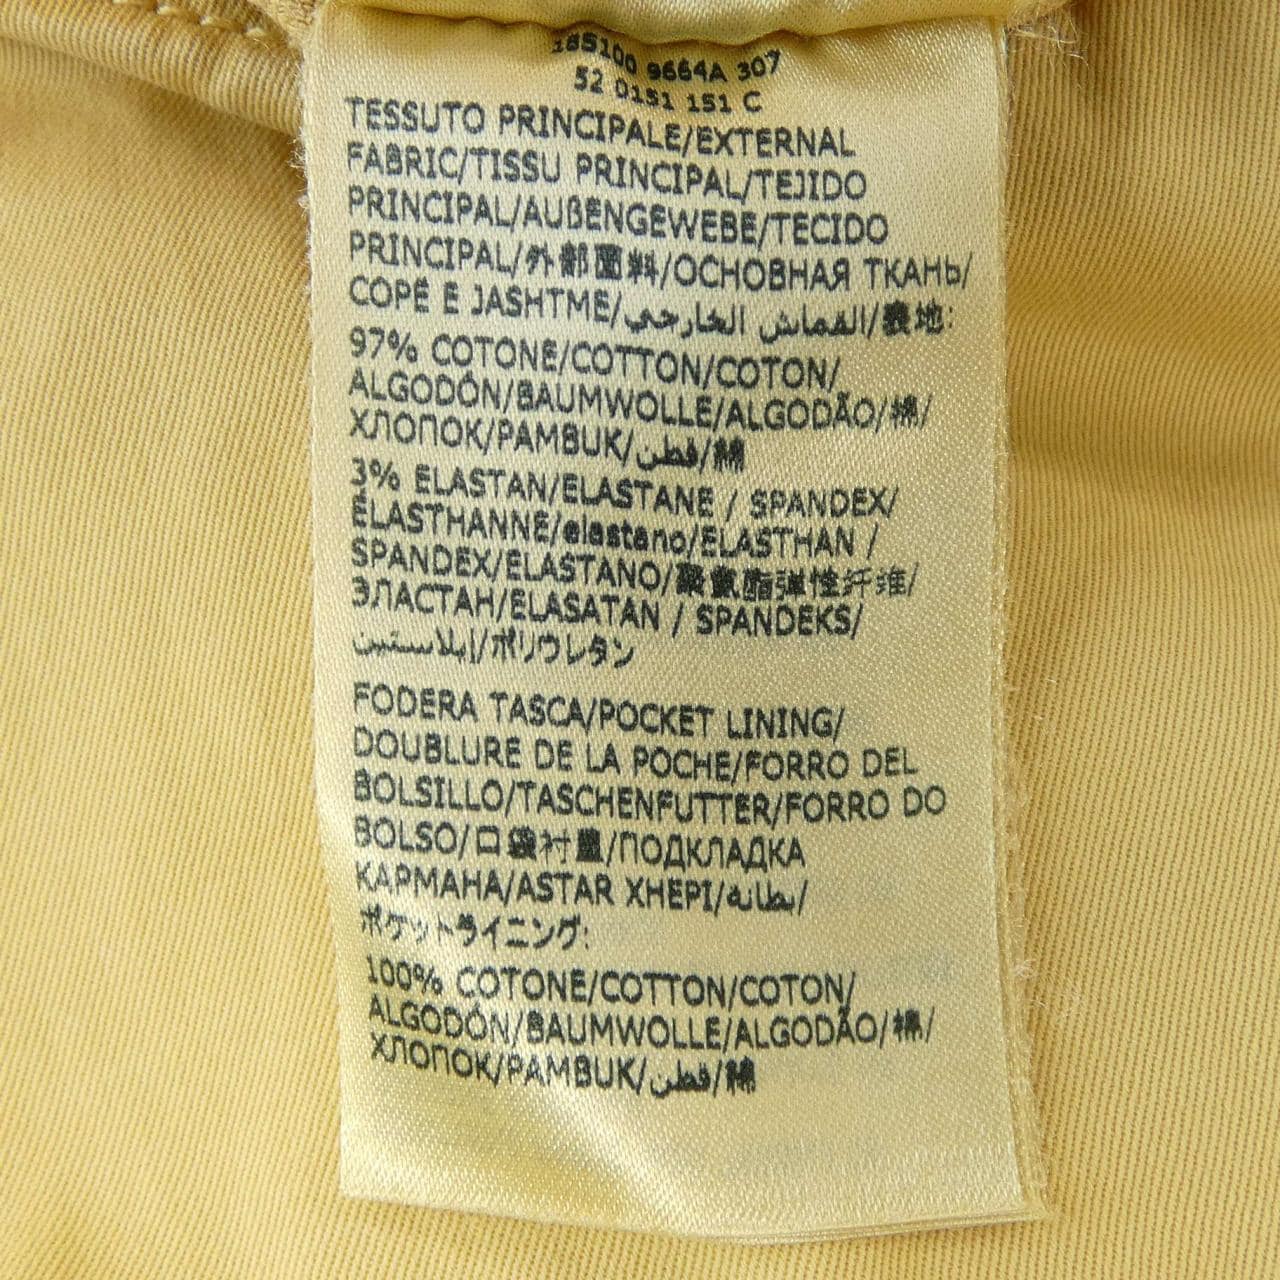 185100 9664A 307
52 0151 151 C
TESSUTO PRINCIPALE/EXTERNAL
FABRIC/TISSU PRINCIPAL/TEJIDO
PRINCIPAL/AUßENGEWEBE/TECIDO
PRINCIPAL/外部面料/ОСНОВНАЯ ТКАНЬ/
COPÉ E JASHTME/القماش الخارجي/表地:
97% COTONE/COTTON/COTON/
ALGODÓN/BAUMWOLLE/ALGODÃO/棉/
ХЛОПОК/PAMBUK/قطن/綿
3% ELASTAN/ELASTANE / SPANDEX/
ÉLASTHANNE/elastano/ELASTHAN /
SPANDEX/ELASTANO/聚氨酯弹性纤维/
ЭЛАСТАН/ELASATAN / SPANDEKS/
إيلاستين/ポリウレタン
FODERA TASCA/POCKET LINING/
DOUBLURE DE LA POCHE/FORRO DEL
BOLSILLO/TASCHENFUTTER/FORRO DO
BOLSO/口袋衬里/ПОДКЛАДКА
КАРМАНА/ASTAR XHEPI/بطانة/
ポケットライニング:
100% COTONE/COTTON/COTON/
ALGODÓN/BAUMWOLLE/ALGODÃO/棉/
ХЛОПОК/PAMBUK/قطن/綿